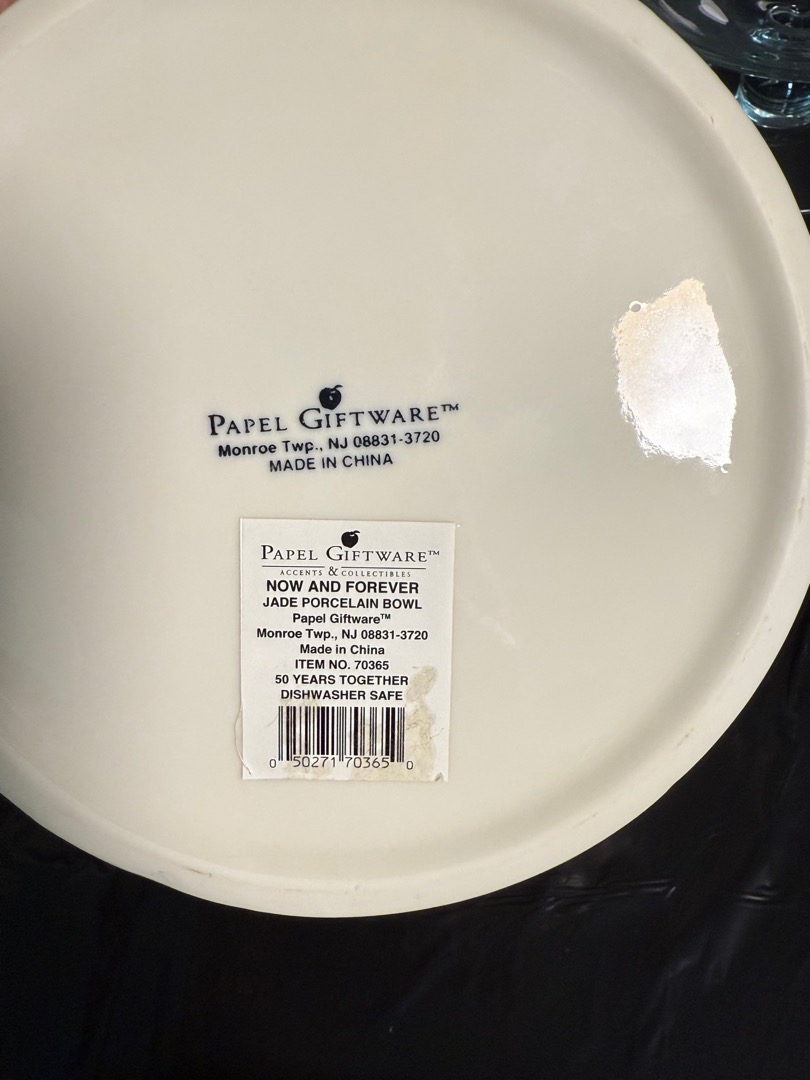 PAPEL GIFTWARE™
Monroe Twp., NJ 08831-3720
MADE IN CHINA
PAPEL GIFTWARE™
ACCENTS & COLLECTIBLES
NOW AND FOREVER
JADE PORCELAIN BOWL
Papel Giftware™
Monroe Twp., NJ 08831-3720
Made in China
ITEM NO. 70365
50 YEARS TOGETHER
DISHWASHER SAFE
0 50271 70365 0